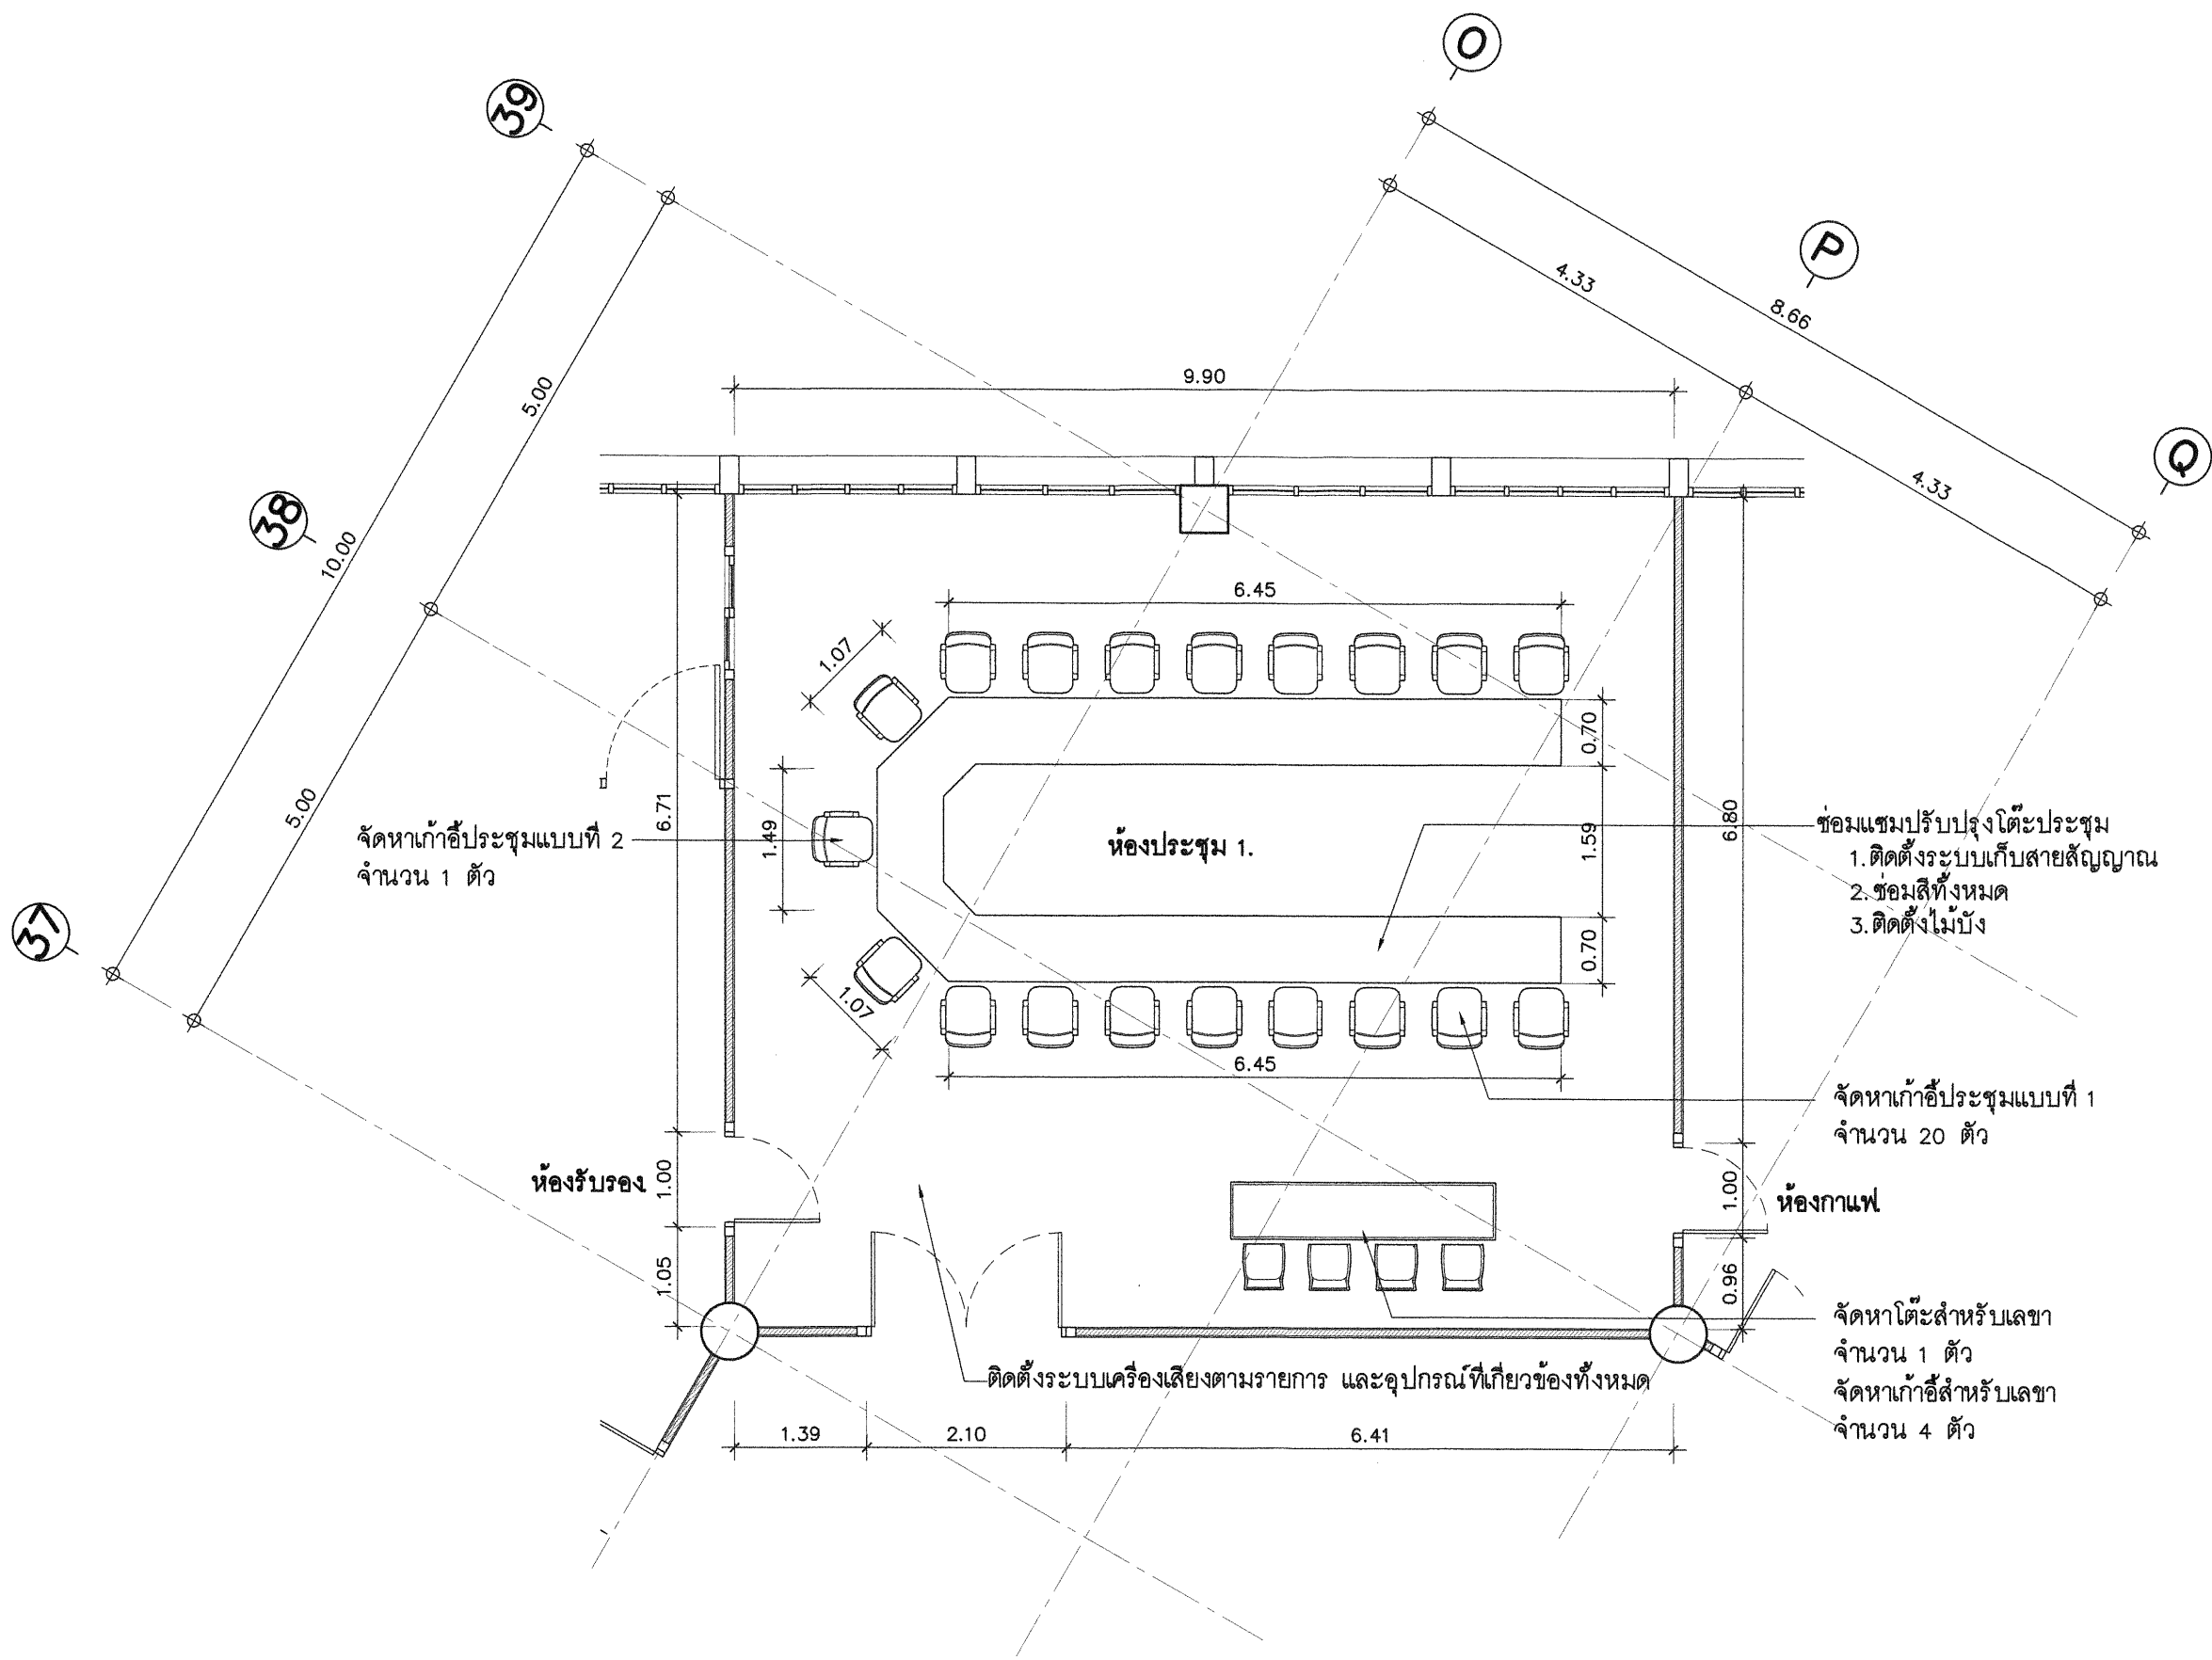 O
39
P
4.33
8.66
9.90
5.00
Q
4.33
38
10.00
6.45
1.07
0.70
5.00
6.71
จัดหาเก้าอี้ประชุมแบบที่ 2
จำนวน 1 ตัว
1.49
ห้องประชุม 1.
1.59
6.80
ซ่อมแซมปรับปรุงโต๊ะประชุม
1.ติดตั้งระบบเก็บสายสัญญาณ
2.ซ่อมสีทั้งหมด
3.ติดตั้งไม้บัง
37
0.70
1.07
6.45
จัดหาเก้าอี้ประชุมแบบที่ 1
จำนวน 20 ตัว
ห้องรับรอง.
1.00
1.00
ห้องกาแฟ.
1.05
0.96
จัดหาโต๊ะสำหรับเลขา
จำนวน 1 ตัว
จัดหาเก้าอี้สำหรับเลขา
จำนวน 4 ตัว
ติดตั้งระบบเครื่องเสียงตามรายการ และอุปกรณ์ที่เกี่ยวข้องทั้งหมด
1.39
2.10
6.41